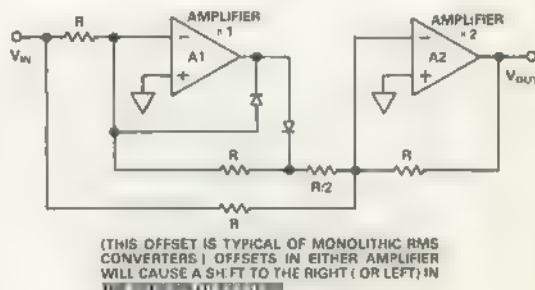 R
V_IN
AMPLIFIER
#1
−
A1
+
R
R/2
R
AMPLIFIER
#2
−
A2
+
V_OUT
R
(THIS OFFSET IS TYPICAL OF MONOLITHIC RMS
CONVERTERS) OFFSETS IN EITHER AMPLIFIER
WILL CAUSE A SHIFT TO THE RIGHT (OR LEFT) IN